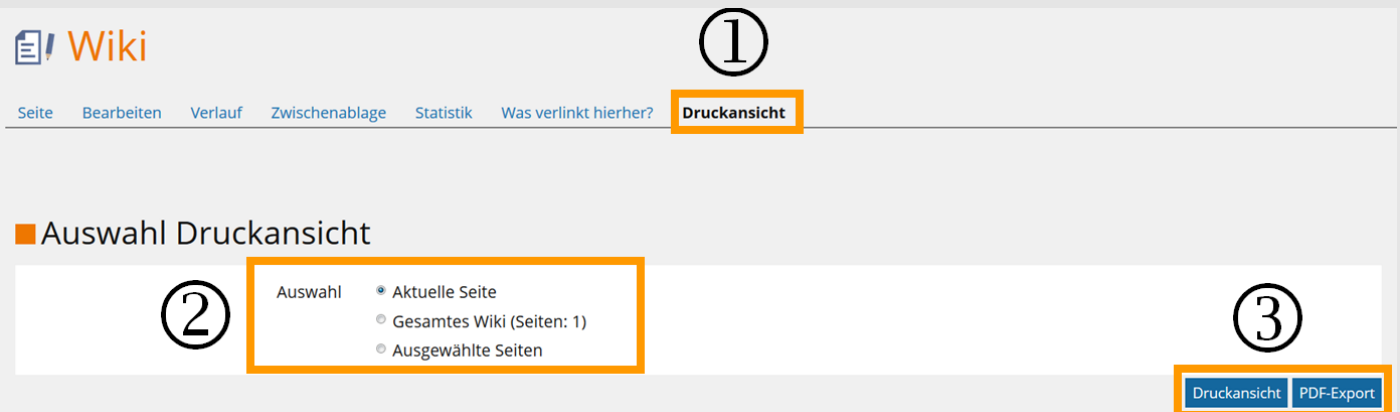 Wiki
①
Seite Bearbeiten Verlauf Zwischenablage Statistik Was verlinkt hierher? Druckansicht
Auswahl Druckansicht
②
Auswahl Aktuelle Seite
Gesamtes Wiki (Seiten: 1)
Ausgewählte Seiten
③
Druckansicht PDF-Export